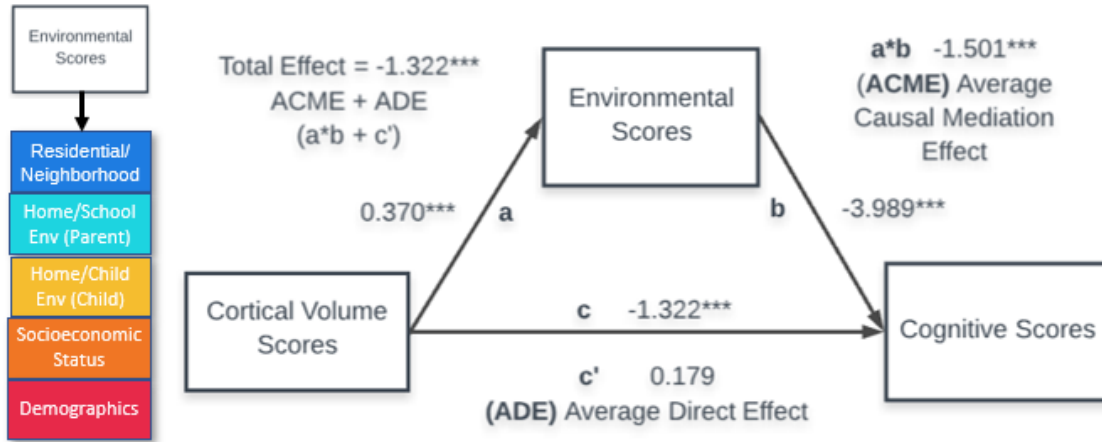 Environmental
Scores
Residential/
Neighborhood
Home/School
Env (Parent)
Home/Child
Env (Child)
Socioeconomic
Status
Demographics
Total Effect = -1.322***
ACME + ADE
(a*b + c')
Environmental
Scores
a*b -1.501***
(ACME) Average
Causal Mediation
Effect
0.370***
a
b
-3.989***
Cortical Volume
Scores
c -1.322***
Cognitive Scores
c' 0.179
(ADE) Average Direct Effect